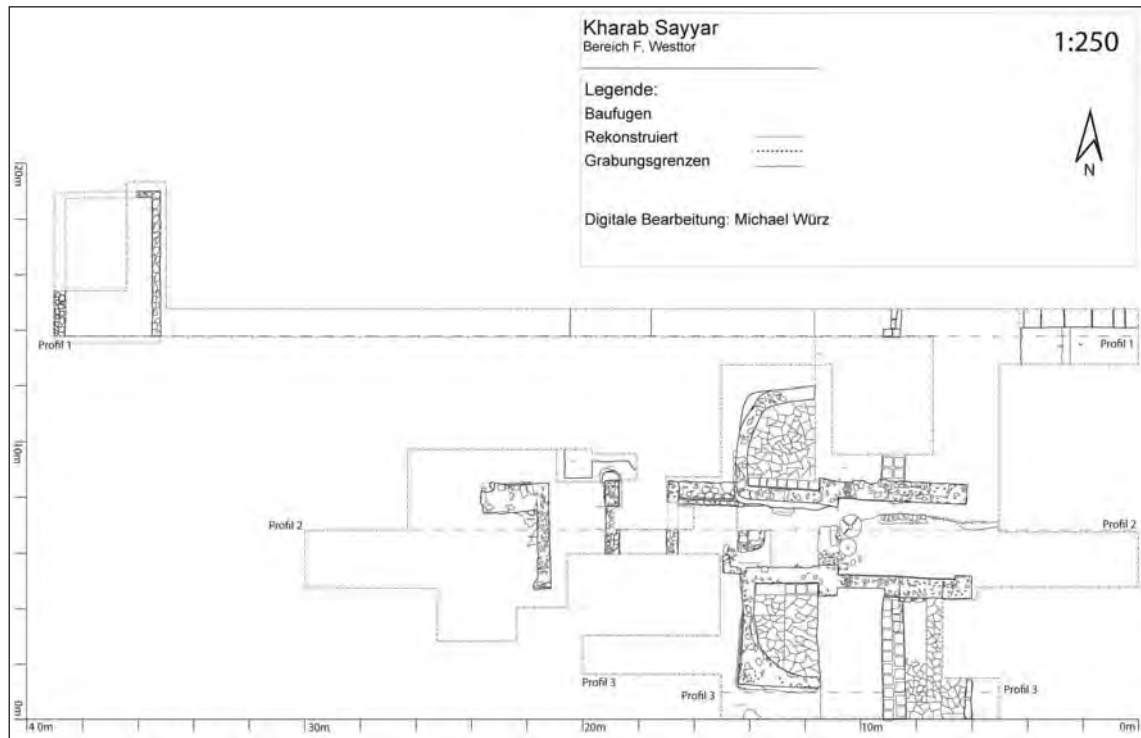 Kharab Sayyar
Bereich F, Westtor
1:250
Legende:
Baufugen
Rekonstruiert
Grabungsgrenzen
N
Digitale Bearbeitung: Michael Würz
20m
Profil 1
Profil 1
10m
Profil 2
Profil 2
Profil 3
Profil 3
Profil 3
0m
40m
30m
20m
10m
0m